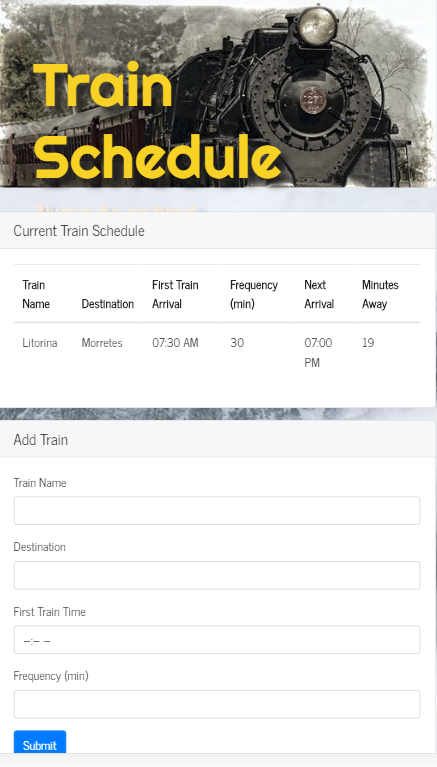 Train
Schedule
Current Train Schedule
Train Name Destination First Train Arrival Frequency (min) Next Arrival Minutes Away
Litorina Morretes 07:30 AM 30 07:00 PM 19
Add Train
Train Name
Destination
First Train Time
--:-- --
Frequency (min)
Submit